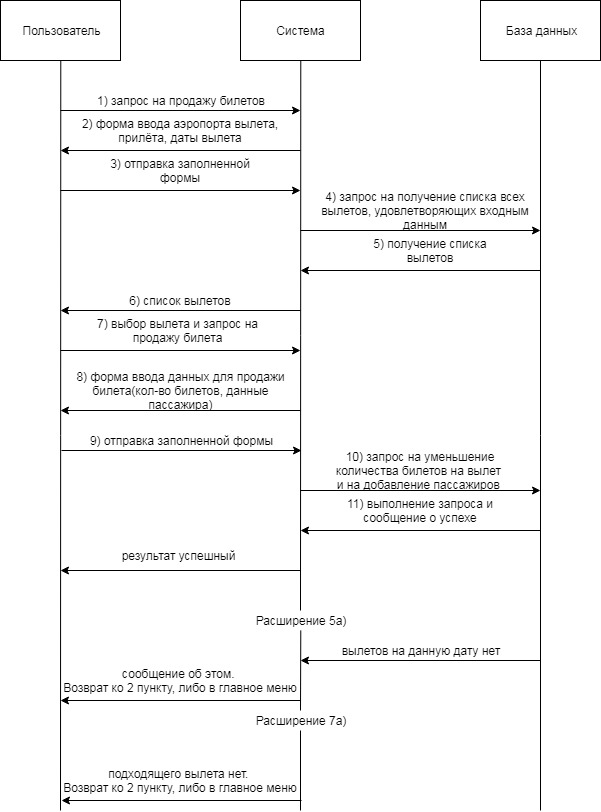 Пользователь
Система
База данных
1) запрос на продажу билетов
2) форма ввода аэропорта вылета,
прилёта, даты вылета
3) отправка заполненной
формы
4) запрос на получение списка всех
вылетов, удовлетворяющих входным
данным
5) получение списка
вылетов
6) список вылетов
7) выбор вылета и запрос на
продажу билета
8) форма ввода данных для продажи
билета(кол-во билетов, данные
пассажира)
9) отправка заполненной формы
10) запрос на уменьшение
количества билетов на вылет
и на добавление пассажиров
11) выполнение запроса и
сообщение о успехе
результат успешный
Расширение 5а)
вылетов на данную дату нет
сообщение об этом.
Возврат ко 2 пункту, либо в главное меню
Расширение 7а)
подходящего вылета нет.
Возврат ко 2 пункту, либо в главное меню